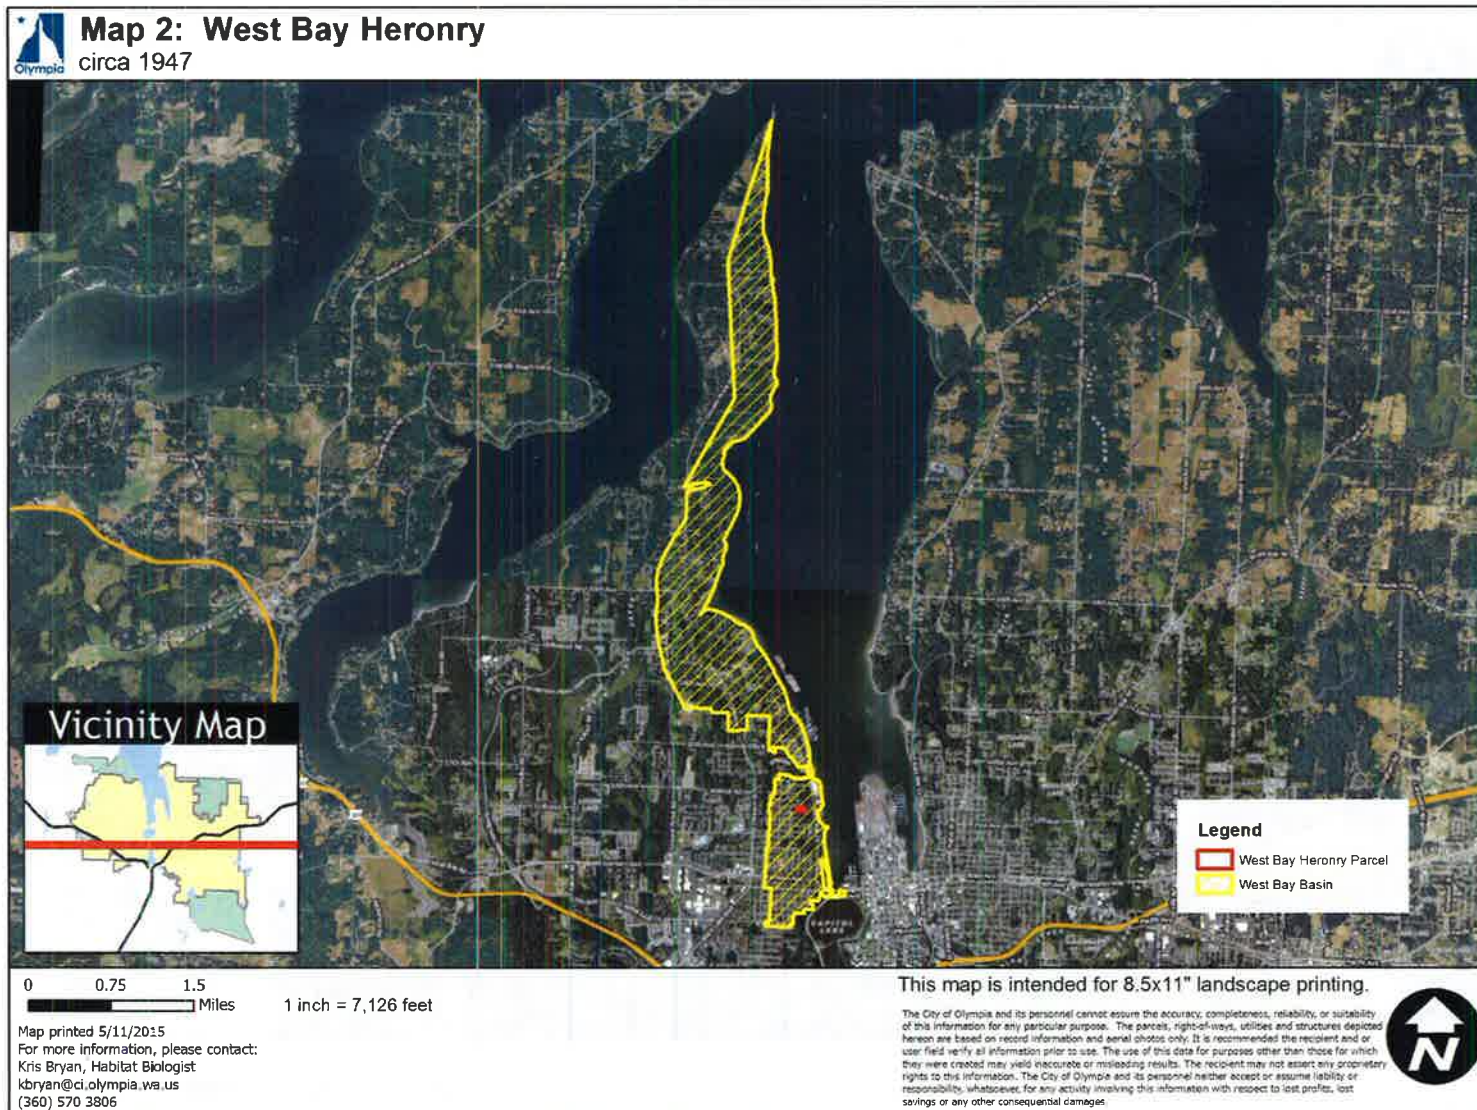 Map 2: West Bay Heronry
Olympia
circa 1947
Vicinity Map
Legend
West Bay Heronry Parcel
West Bay Basin
CAPITOL
LAKE
0 0.75 1.5
Miles
1 inch = 7,126 feet
Map printed 5/11/2015
For more information, please contact:
Kris Bryan, Habitat Biologist
kbryan@ci.olympia.wa.us
(360) 570 3806
This map is intended for 8.5x11" landscape printing.
The City of Olympia and its personnel cannot assure the accuracy, completeness, reliability, or suitability
of this information for any particular purpose. The parcels, right-of-ways, utilities and structures depicted
hereon are based on record information and aerial photos only. It is recommended the recipient and or
user field verify all information prior to use. The use of this data for purposes other than those for which
they were created may yield inaccurate or misleading results. The recipient may not assert any proprietary
rights to this information. The City of Olympia and its personnel neither accept or assume liability or
responsibility, whatsoever, for any activity involving this information with respect to lost profits, lost
savings or any other consequential damages
N